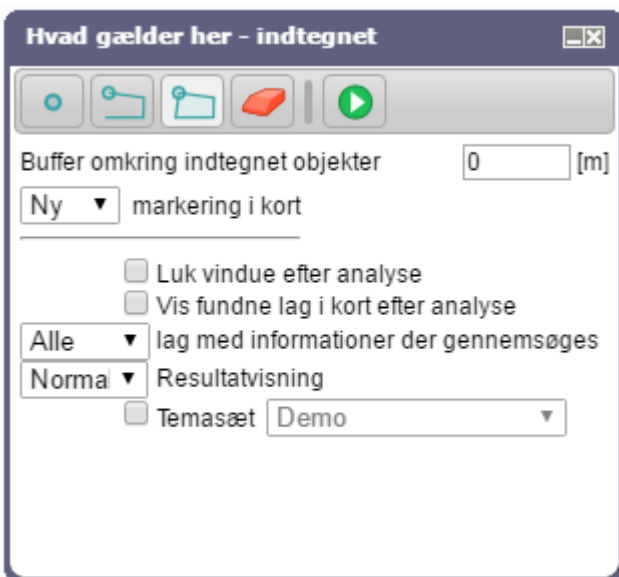 Hvad gælder her - indtegnet
Buffer omkring indtegnet objekter 0 [m]
Ny markering i kort
Luk vindue efter analyse
Vis fundne lag i kort efter analyse
Alle lag med informationer der gennemsøges
Normal Resultatvisning
Temasæt Demo